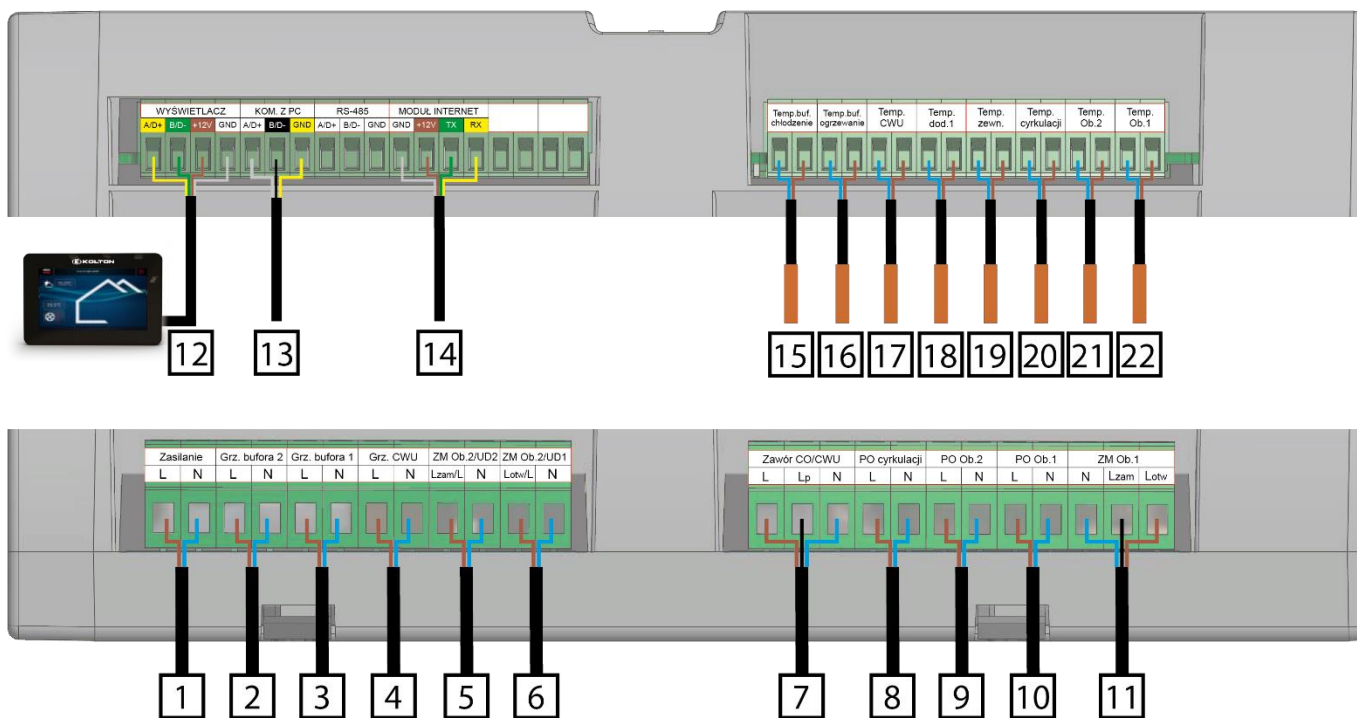 WYŚWIETLACZ KOM. Z PC RS-485 MODUŁ INTERNET
A/D+ B/D- +12V GND A/D+ B/D- GND A/D+ B/D- GND GND +12V TX RX
Temp.buf. chłodzenie
Temp.buf. ogrzewanie
Temp. CWU
Temp. dod.1
Temp. zewn.
Temp. cyrkulacji
Temp. Ob.2
Temp. Ob.1
KOLTON
12 13 14 15 16 17 18 19 20 21 22
Zasilanie Grz. bufora 2 Grz. bufora 1 Grz. CWU ZM Ob.2/UD2 ZM Ob.2/UD1
L N L N L N L N Lzam/L N Lotw/L N
Zawór CO/CWU PO cyrkulacji PO Ob.2 PO Ob.1 ZM Ob.1
L Lp N L N L N L N N Lzam Lotw
1 2 3 4 5 6 7 8 9 10 11